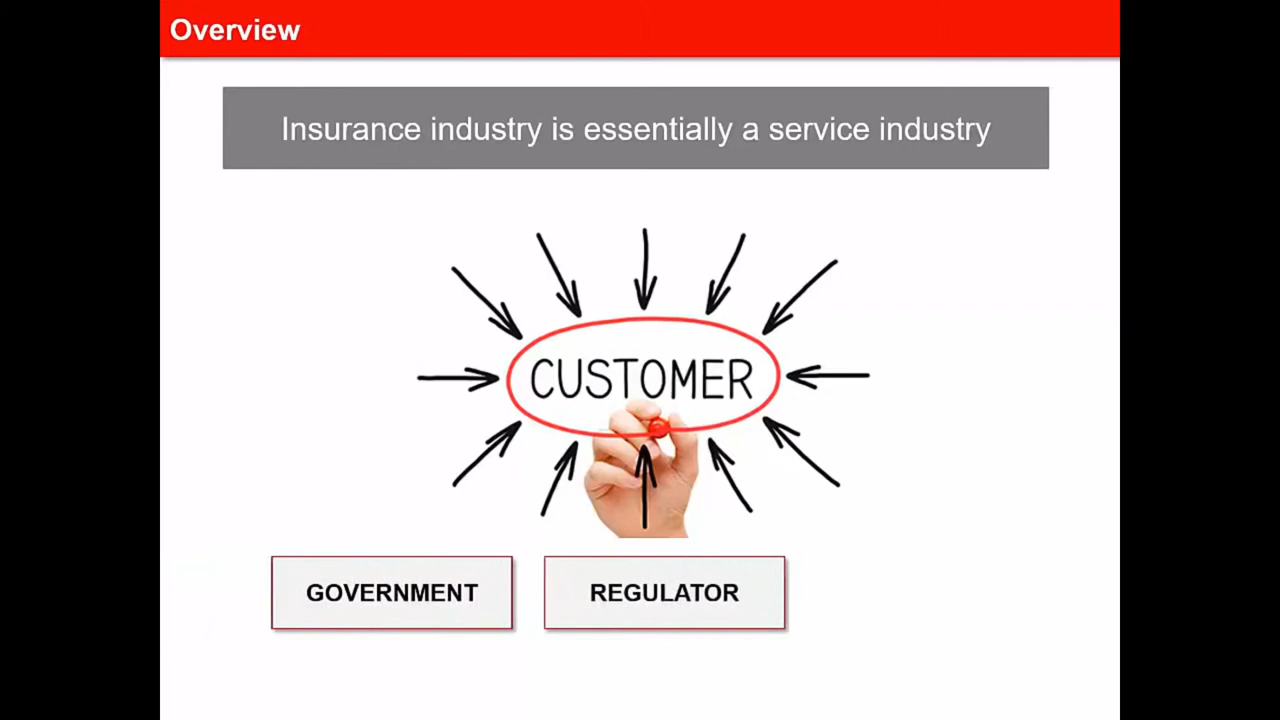 Overview
Insurance industry is essentially a service industry
CUSTOMER
GOVERNMENT
REGULATOR